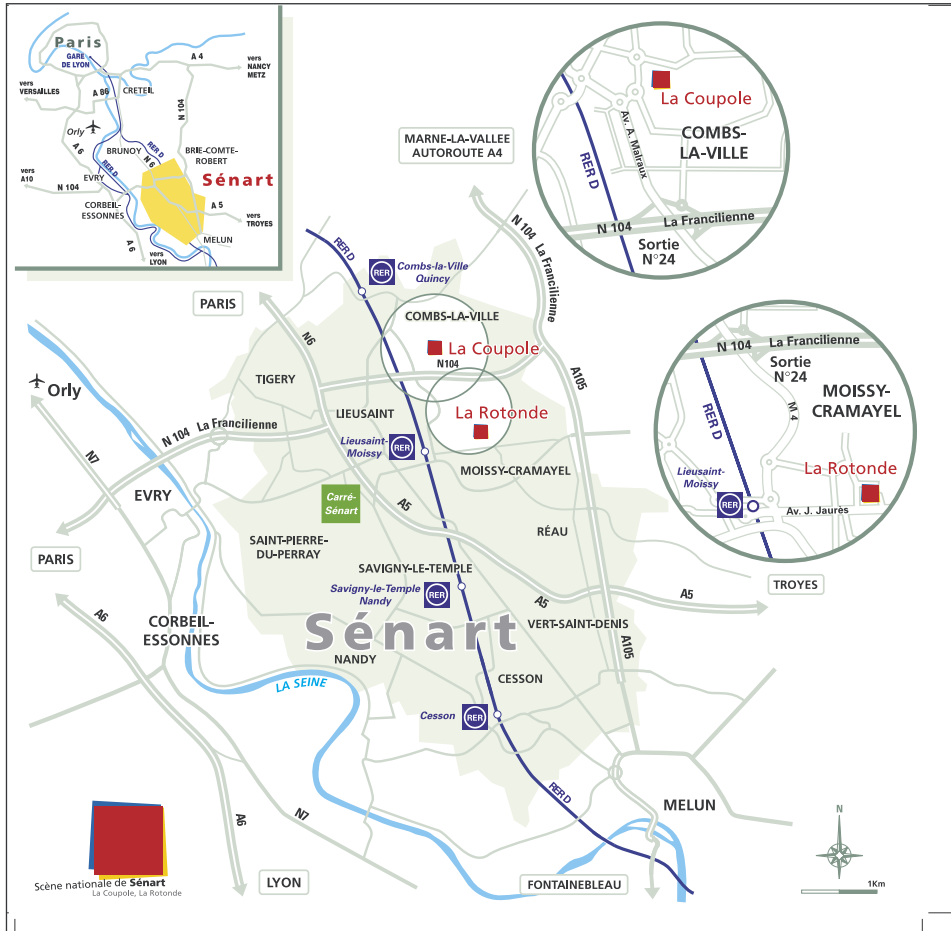 Paris
GARE
DE LYON
A 4
vers
NANCY
METZ
vers
VERSAILLES
A 86
CRETEIL
N 104
Orly
A 6
BRUNOY
N 6
RER D
BRIE-COMTE-
ROBERT
vers
A10
EVRY
RER D
Sénart
N 104
CORBEIL-
ESSONNES
A 5
vers
TROYES
A 6
MELUN
vers
LYON
La Coupole
COMBS-
LA-VILLE
Av. A. Malraux
RER D
N 104
La Francilienne
Sortie
N°24
MARNE-LA-VALLEE
AUTOROUTE A4
N 104
La Francilienne
RER D
RER
Combs-la-Ville
Quincy
PARIS
N6
COMBS-LA-VILLE
La Coupole
N104
TIGERY
A105
Orly
LIEUSAINT
La Rotonde
N 104
La Francilienne
N7
RER
Lieusaint-
Moissy
MOISSY-CRAMAYEL
EVRY
Carré-
Sénart
A5
RÉAU
SAINT-PIERRE-
DU-PERRAY
PARIS
SAVIGNY-LE-TEMPLE
Savigny-le-Temple
Nandy
RER
A5
A5
TROYES
A6
CORBEIL-
ESSONNES
Sénart
VERT-SAINT-DENIS
A105
NANDY
CESSON
LA SEINE
Cesson
RER
RER D
MELUN
A6
N7
LYON
FONTAINEBLEAU
N 104
La Francilienne
Sortie
N°24
MOISSY-
CRAMAYEL
RER D
M 4
La Rotonde
Lieusaint-
Moissy
RER
Av. J. Jaurès
Scène nationale de Sénart
La Coupole, La Rotonde
N
1Km